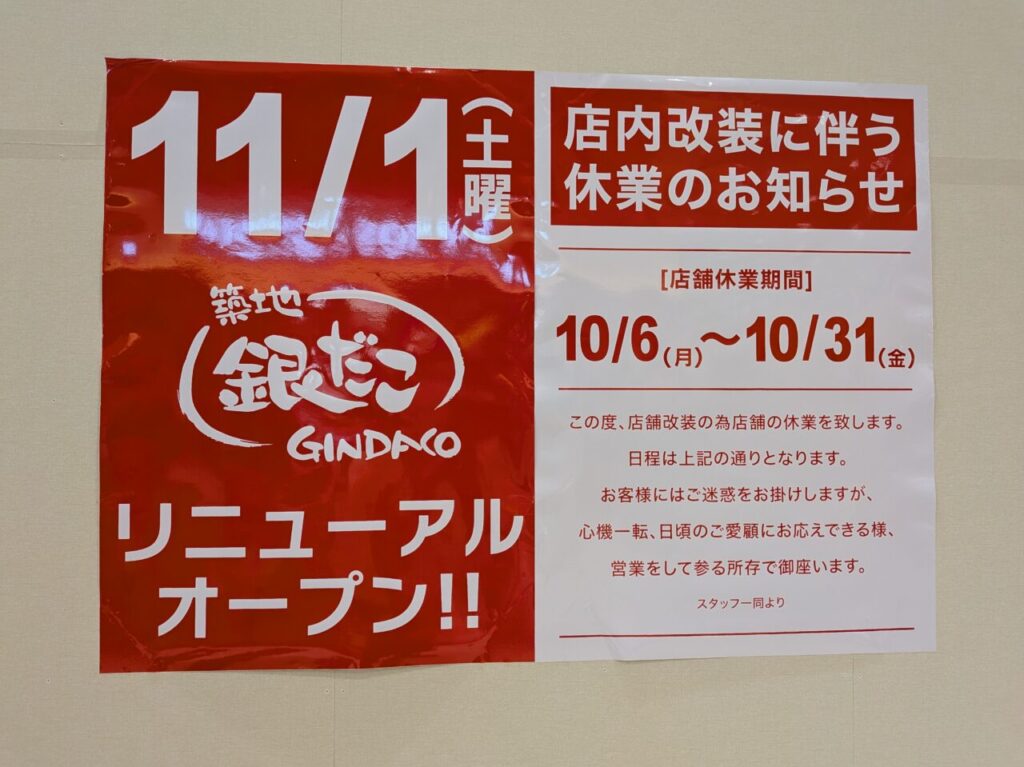 11/1(土曜)
築地
銀だこ
GINDACO
リニューアル
オープン!!
店内改装に伴う
休業のお知らせ
[店舗休業期間]
10/6(月)〜10/31(金)
この度、店舗改装の為店舗の休業を致します。
日程は上記の通りとなります。
お客様にはご迷惑をお掛けしますが、
心機一転、日頃のご愛顧にお応えできる様、
営業をして参る所存で御座います。
スタッフ一同より